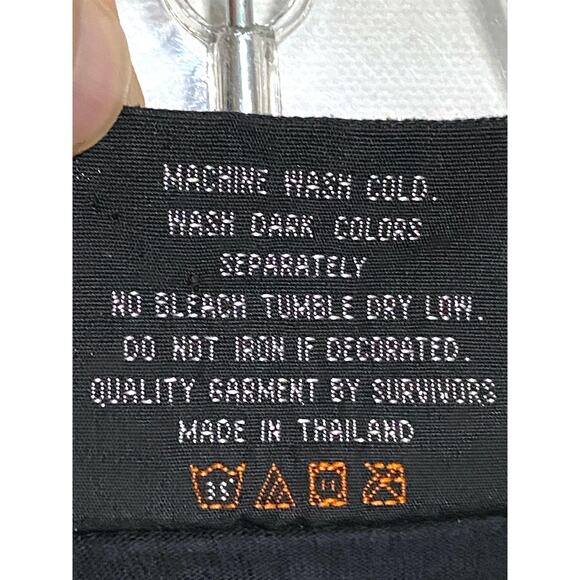 MACHINE WASH COLD.
WASH DARK COLORS
SEPARATELY
NO BLEACH TUMBLE DRY LOW.
DO NOT IRON IF DECORATED.
QUALITY GARMENT BY SURVIVORS
MADE IN THAILAND